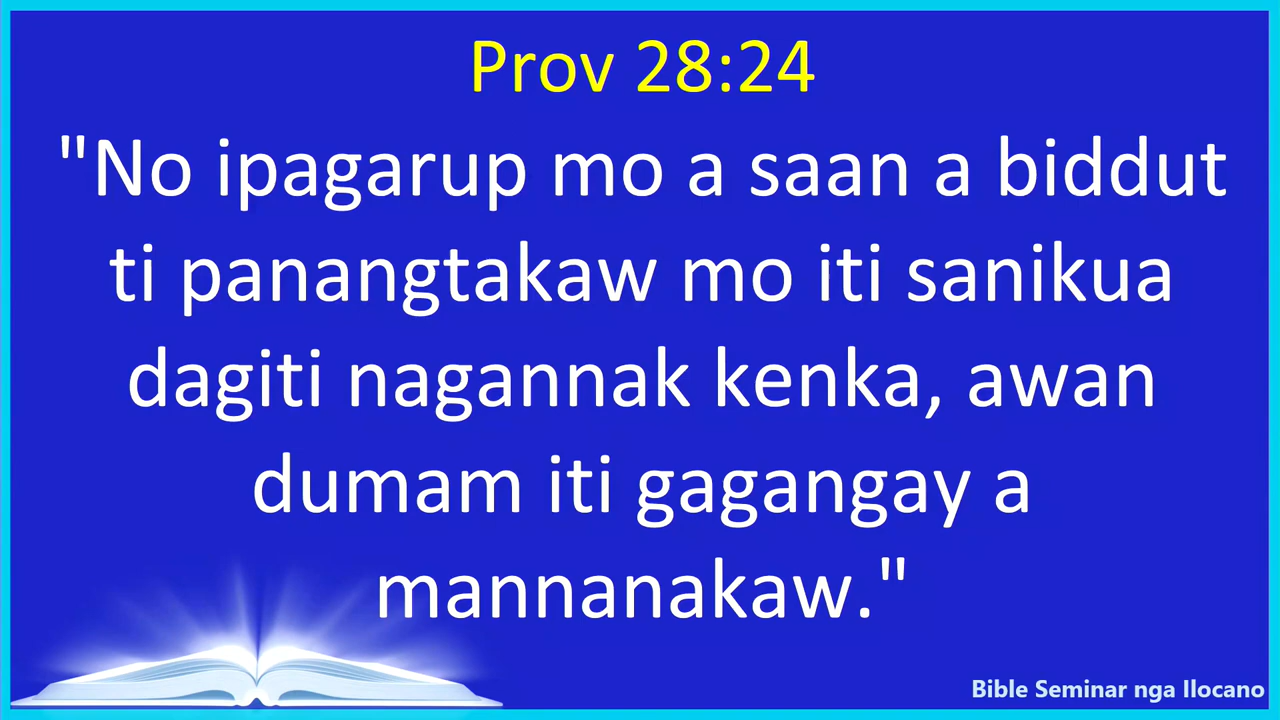 Prov 28:24
"No ipagarup mo a saan a biddut
ti panangtakaw mo iti sanikua
dagiti nagannak kenka, awan
dumam iti gagangay a
mannanakaw."
Bible Seminar nga Ilocano